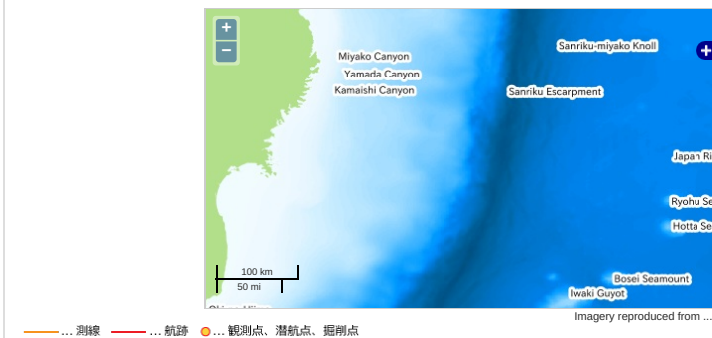 +
−
Sanriku-miyako Knoll
+
Miyako Canyon
Yamada Canyon
Kamaishi Canyon
Sanriku Escarpment
Japan Ri
Ryohu Se
Hotta Se
100 km
50 mi
Bosei Seamount
Iwaki Guyot
Imagery reproduced from ...
... 測線 ... 航跡 ... 観測点、潜航点、掘削点